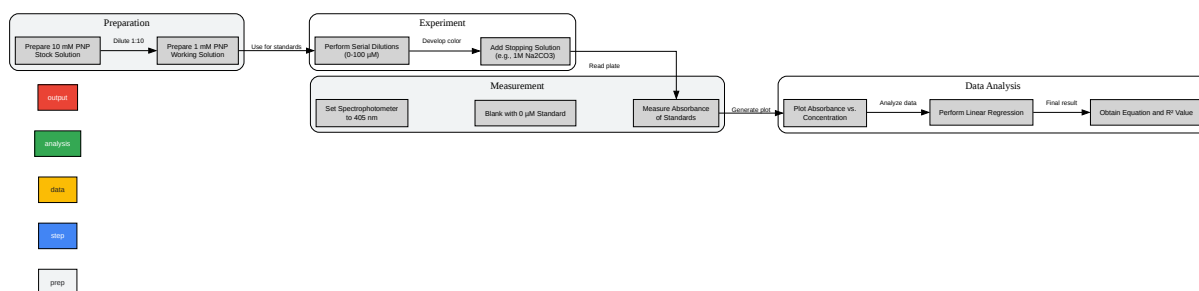 Preparation
Prepare 10 mM PNP
Stock Solution
Dilute 1:10
Prepare 1 mM PNP
Working Solution
Use for standards
Experiment
Perform Serial Dilutions
(0-100 µM)
Develop color
Add Stopping Solution
(e.g., 1M Na2CO3)
Read plate
Measurement
Set Spectrophotometer
to 405 nm
Blank with 0 µM Standard
Measure Absorbance
of Standards
Generate plot
Data Analysis
Plot Absorbance vs.
Concentration
Analyze data
Perform Linear Regression
Final result
Obtain Equation and R² Value
output
analysis
data
step
prep